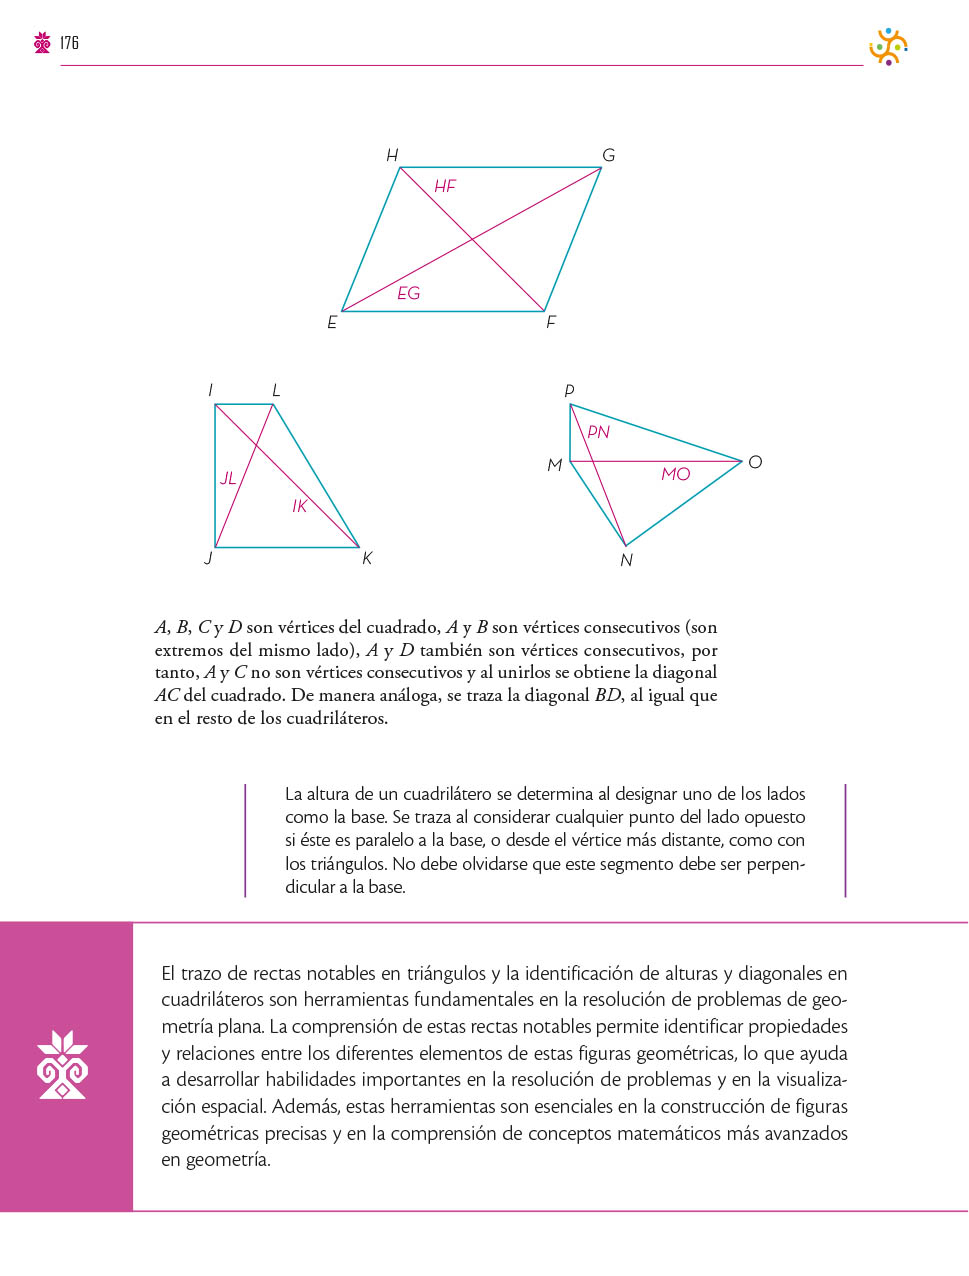 176
H G
HF
EG
E F
I L
JL
IK
J K
P
PN
M O
MO
N
A, B, C y D son vértices del cuadrado, A y B son vértices consecutivos (son
extremos del mismo lado), A y D también son vértices consecutivos, por
tanto, A y C no son vértices consecutivos y al unirlos se obtiene la diagonal
AC del cuadrado. De manera análoga, se traza la diagonal BD, al igual que
en el resto de los cuadriláteros.
La altura de un cuadrilátero se determina al designar uno de los lados
como la base. Se traza al considerar cualquier punto del lado opuesto
si éste es paralelo a la base, o desde el vértice más distante, como con
los triángulos. No debe olvidarse que este segmento debe ser perpen-
dicular a la base.
El trazo de rectas notables en triángulos y la identificación de alturas y diagonales en
cuadriláteros son herramientas fundamentales en la resolución de problemas de geo-
metría plana. La comprensión de estas rectas notables permite identificar propiedades
y relaciones entre los diferentes elementos de estas figuras geométricas, lo que ayuda
a desarrollar habilidades importantes en la resolución de problemas y en la visualiza-
ción espacial. Además, estas herramientas son esenciales en la construcción de figuras
geométricas precisas y en la comprensión de conceptos matemáticos más avanzados
en geometría.